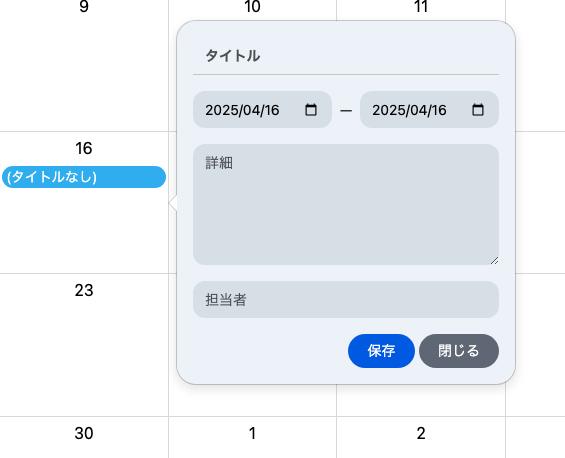 9 10 11
タイトル
2025/04/16 — 2025/04/16
16
(タイトルなし)
詳細
23
担当者
保存 閉じる
30 1 2